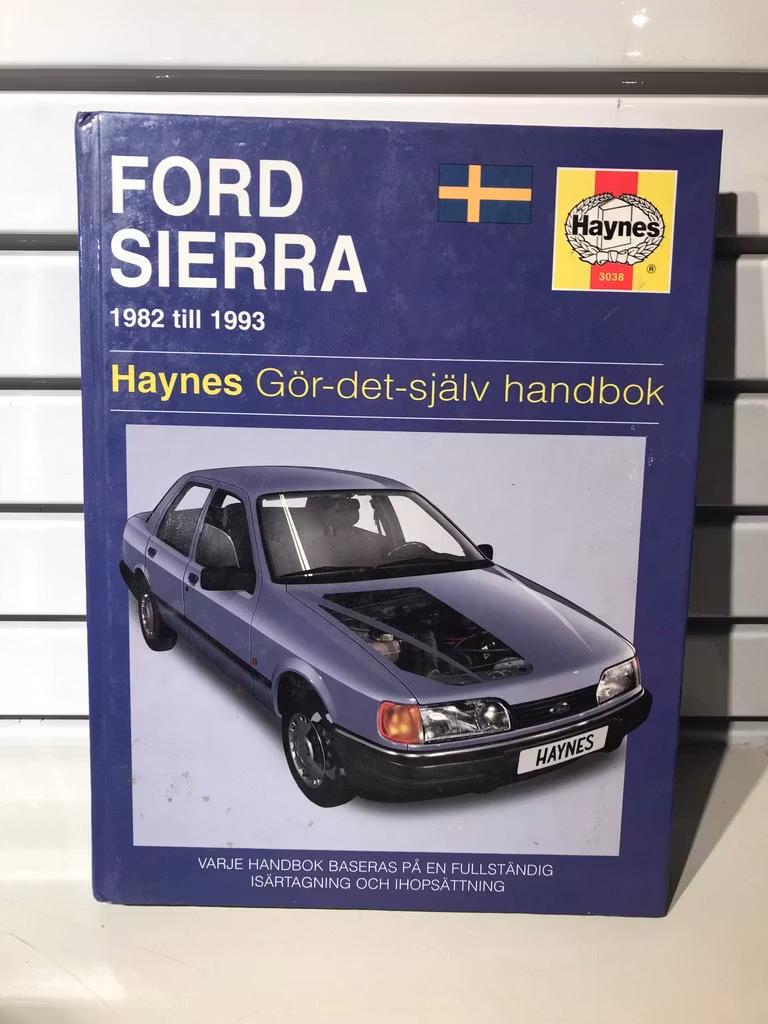 FORD
SIERRA
1982 till 1993
Haynes
3038
®
Haynes Gör-det-själv handbok
HAYNES
VARJE HANDBOK BASERAS PÅ EN FULLSTÄNDIG
ISÄRTAGNING OCH IHOPSÄTTNING